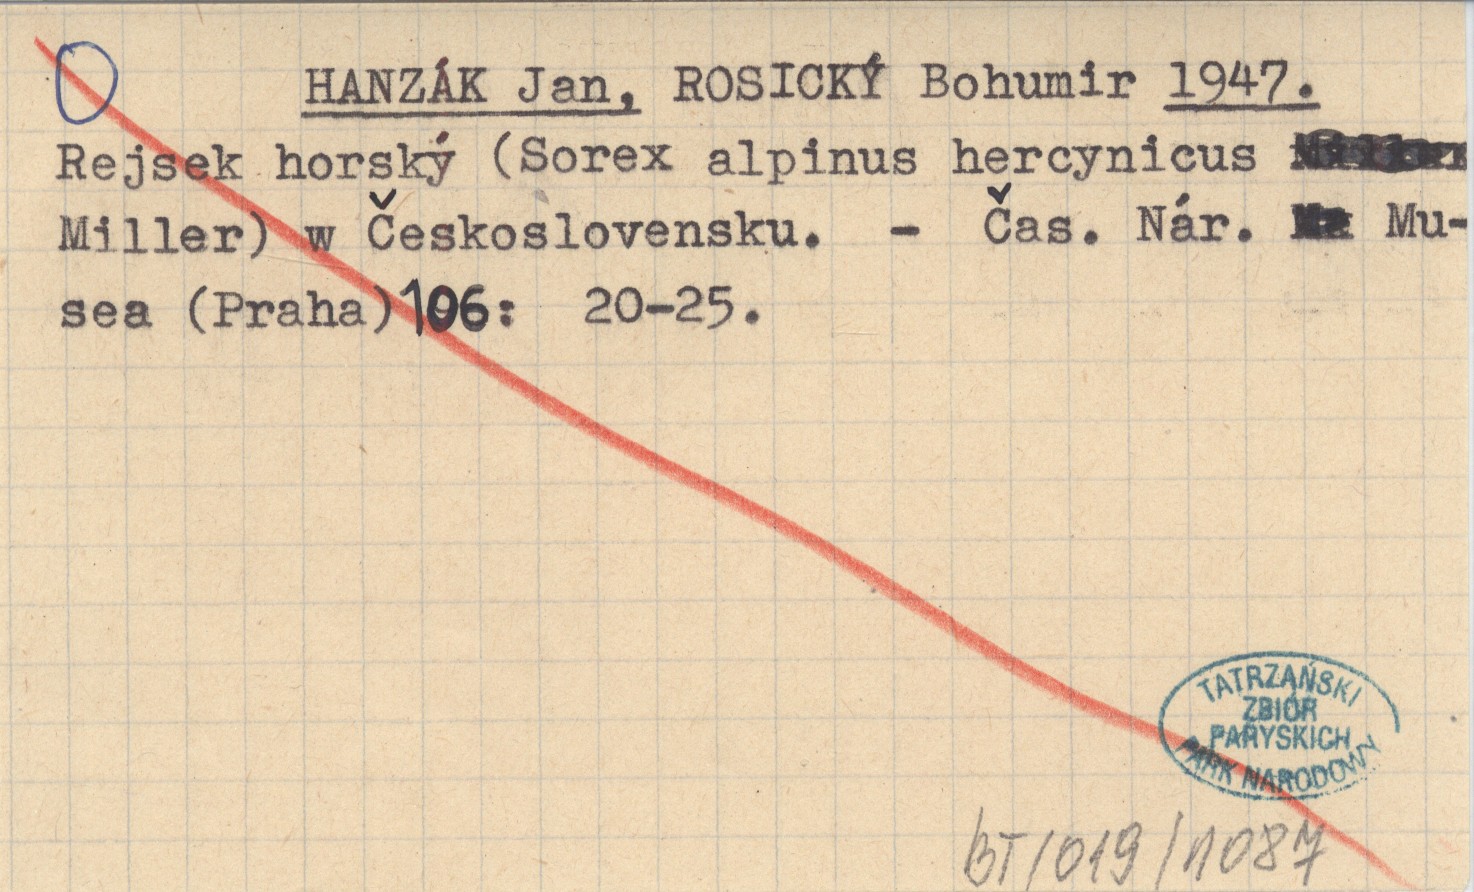 HANZÁK Jan, ROSICKÝ Bohumir 1947.
Rejsek horský (Sorex alpinus hercynicus
Miller) w Československu. - Čas. Nár. Mu-
sea (Praha) 106: 20-25.
TATRZAŃSKI
ZBIÓR
PARYSKICH
PARK NARODOWY
BT/019/1087